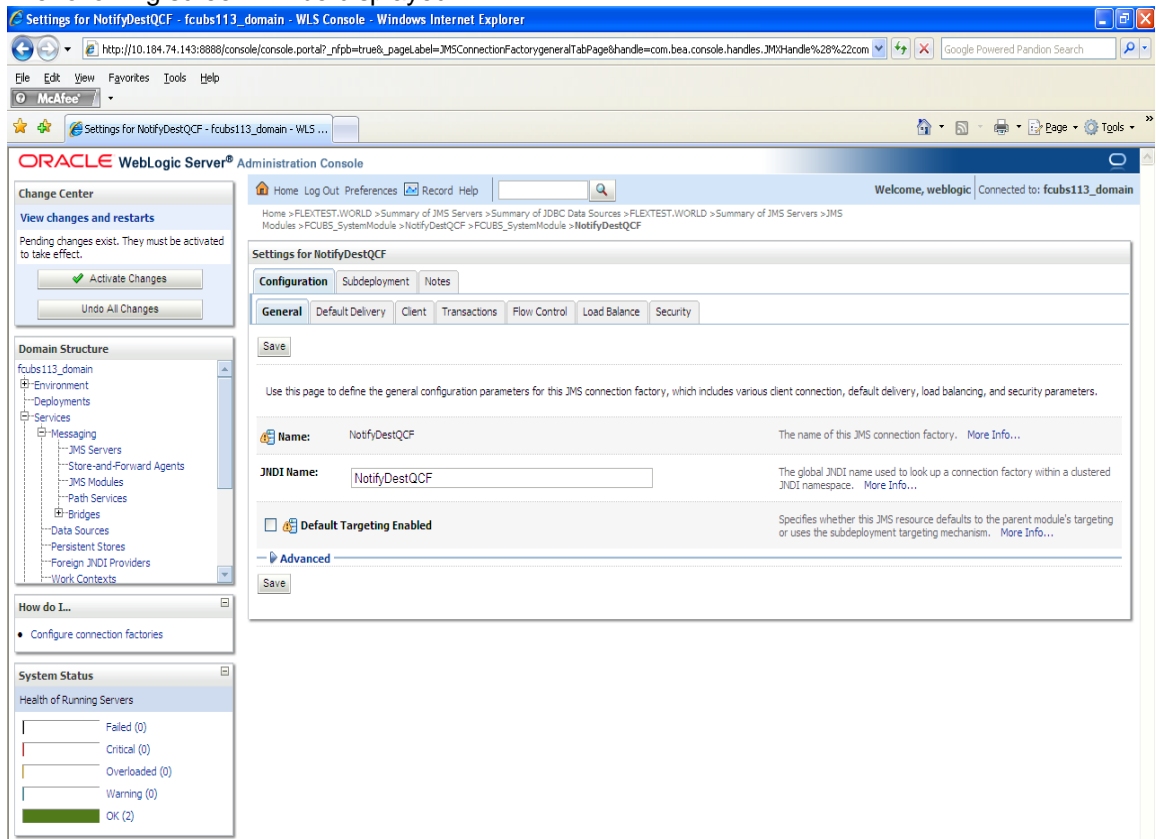 Settings for NotifyDestQCF - fcubs113_domain - WLS Console - Windows Internet Explorer
http://10.184.74.143:8888/console/console.portal?_nfpb=true&_pageLabel=JMSConnectionFactorygeneralTabPage&handle=com.bea.console.handles.JMXHandle%28%22com
Google Powered Pandion Search
File Edit View Favorites Tools Help
McAfee
Settings for NotifyDestQCF - fcubs113_domain - WLS ...
Page Tools »
ORACLE WebLogic Server® Administration Console
Change Center
View changes and restarts
Pending changes exist. They must be activated
to take effect.
Activate Changes
Undo All Changes
Domain Structure
fcubs113_domain
Environment
Deployments
Services
Messaging
JMS Servers
Store-and-Forward Agents
JMS Modules
Path Services
Bridges
Data Sources
Persistent Stores
Foreign JNDI Providers
Work Contexts
How do I...
Configure connection factories
System Status
Health of Running Servers
Failed (0)
Critical (0)
Overloaded (0)
Warning (0)
OK (2)
Home Log Out Preferences Record Help
Welcome, weblogic Connected to: fcubs113_domain
Home >FLEXTEST.WORLD >Summary of JMS Servers >Summary of JDBC Data Sources >FLEXTEST.WORLD >Summary of JMS Servers >JMS
Modules >FCUBS_SystemModule >NotifyDestQCF >FCUBS_SystemModule >NotifyDestQCF
Settings for NotifyDestQCF
Configuration Subdeployment Notes
General Default Delivery Client Transactions Flow Control Load Balance Security
Save
Use this page to define the general configuration parameters for this JMS connection factory, which includes various client connection, default delivery, load balancing, and security parameters.
Name: NotifyDestQCF The name of this JMS connection factory. More Info...
JNDI Name: NotifyDestQCF The global JNDI name used to look up a connection factory within a clustered
JNDI namespace. More Info...
Default Targeting Enabled Specifies whether this JMS resource defaults to the parent module's targeting
or uses the subdeployment targeting mechanism. More Info...
Advanced
Save